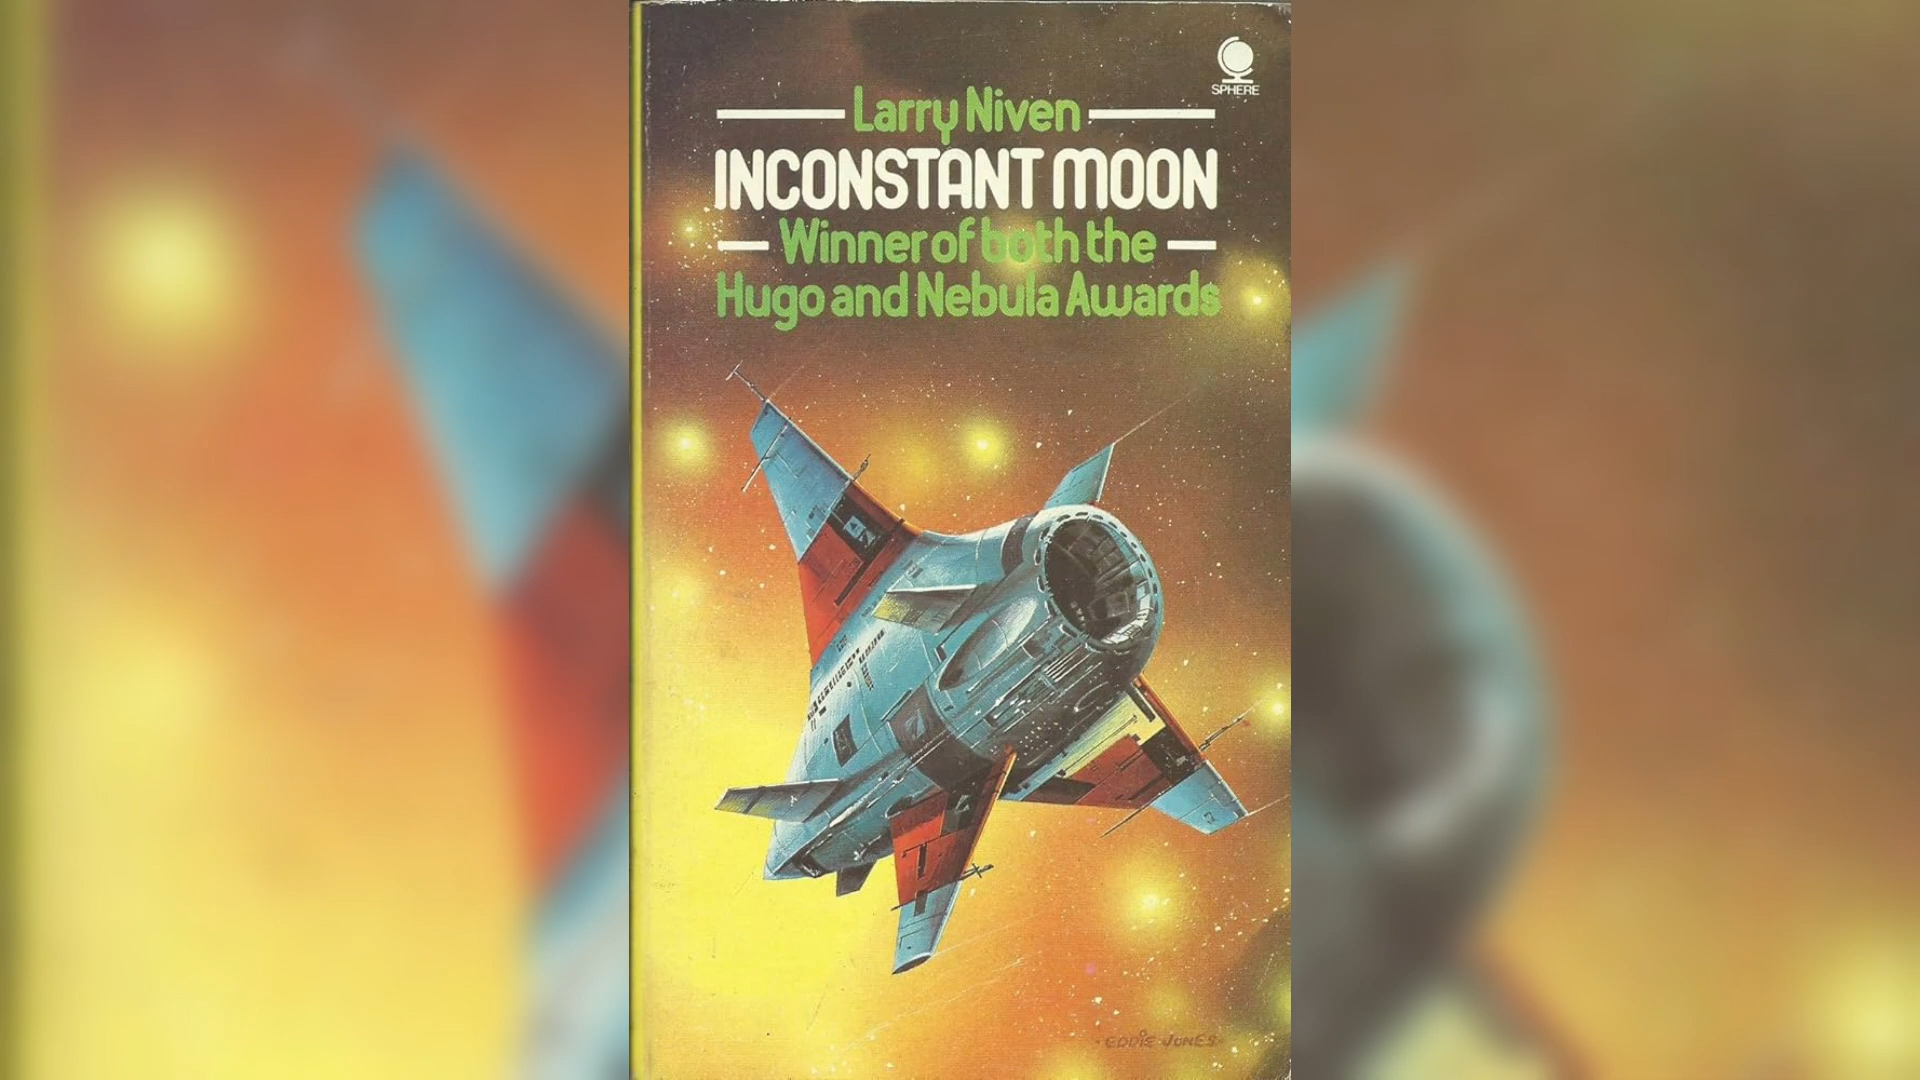 SPHERE
Larry Niven
INCONSTANT MOON
Winner of both the
Hugo and Nebula Awards
EDDIE JONES